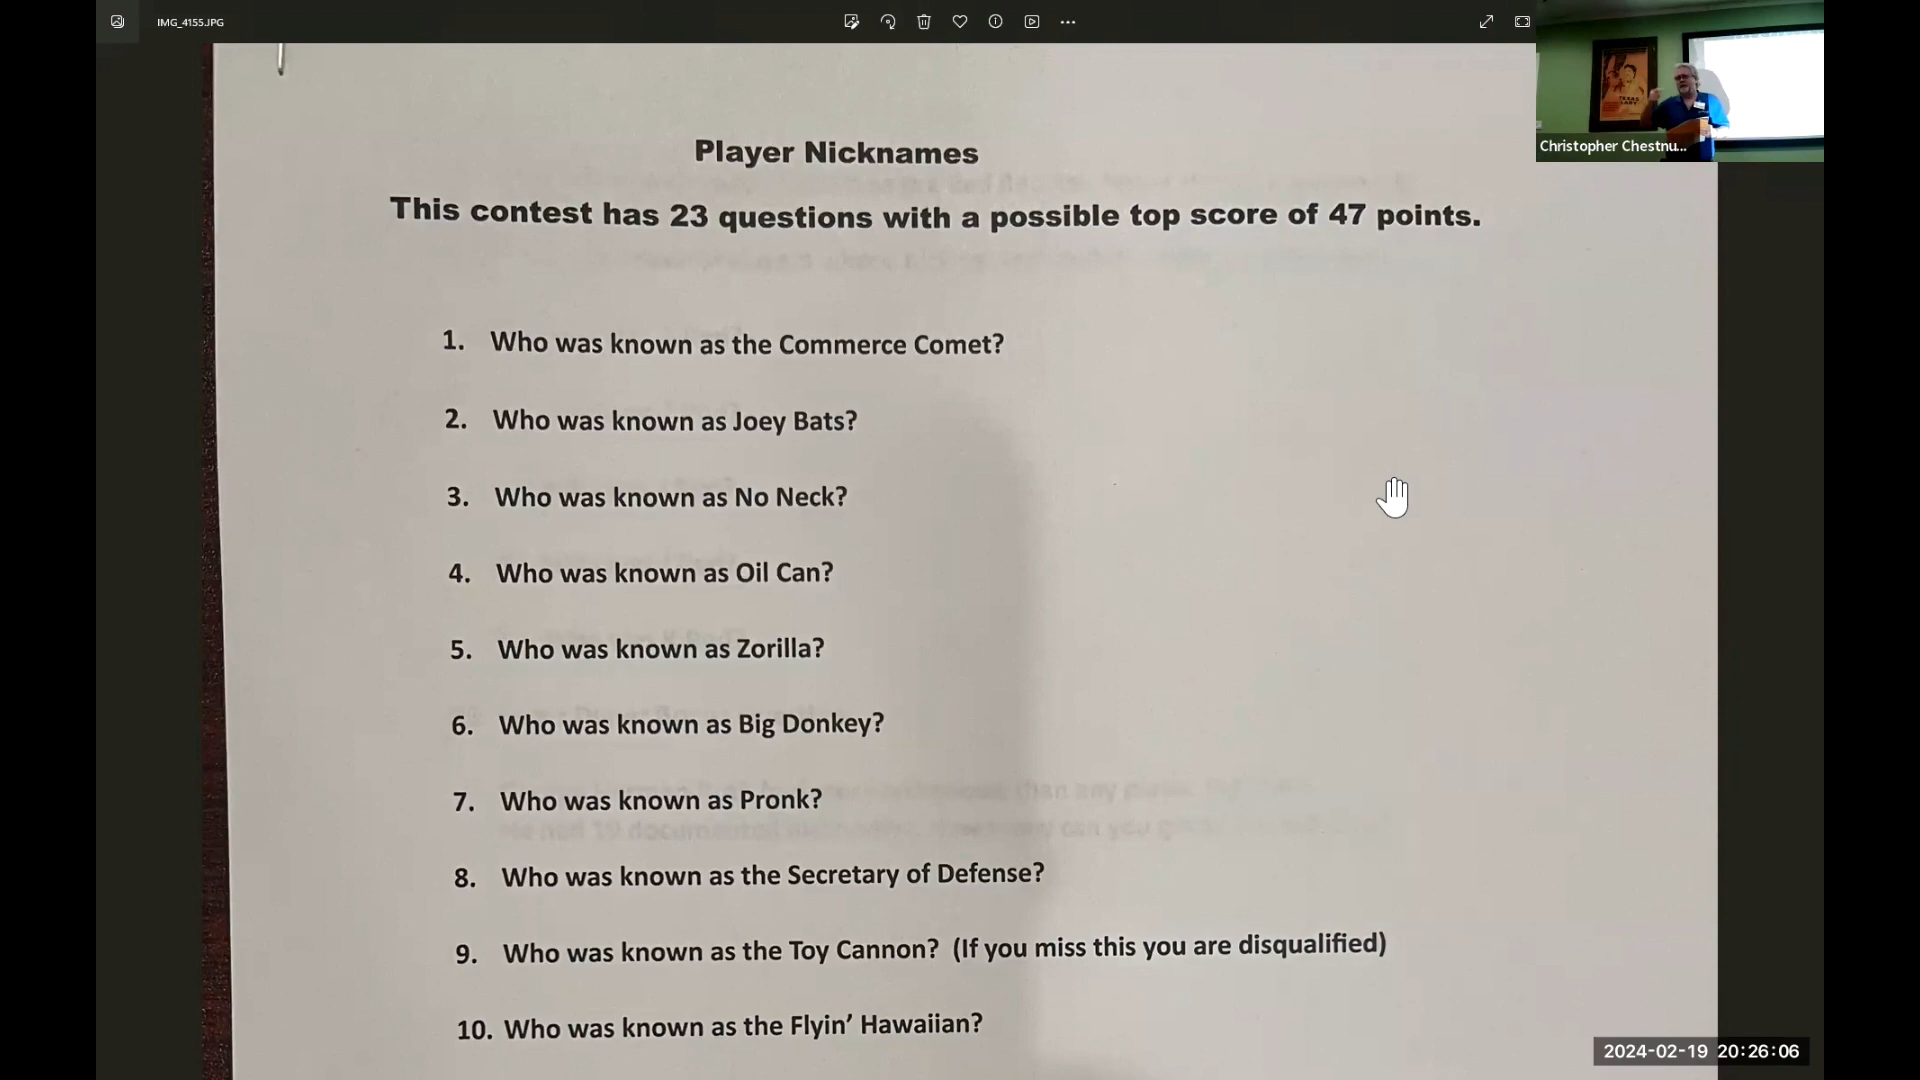 IMG_4155.JPG
Player Nicknames
This contest has 23 questions with a possible top score of 47 points.
1. Who was known as the Commerce Comet?
2. Who was known as Joey Bats?
3. Who was known as No Neck?
4. Who was known as Oil Can?
5. Who was known as Zorilla?
6. Who was known as Big Donkey?
7. Who was known as Pronk?
8. Who was known as the Secretary of Defense?
9. Who was known as the Toy Cannon? (If you miss this you are disqualified)
10. Who was known as the Flyin’ Hawaiian?
TEXAS
LADY
Christopher Chestnu...
2024-02-19 20:26:06